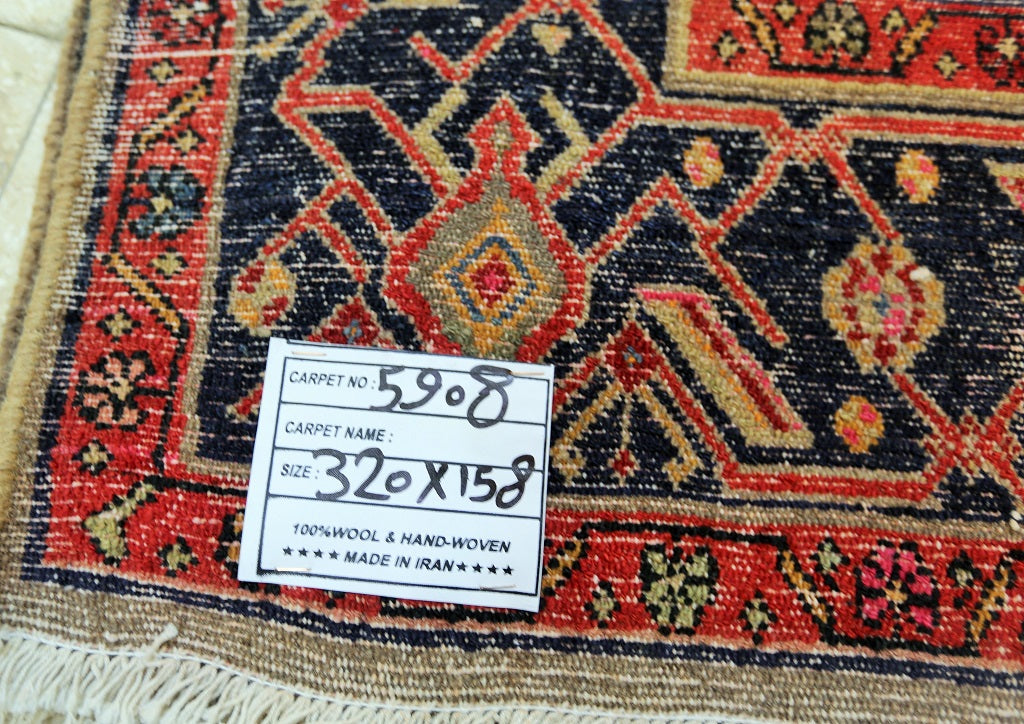 CARPET NO : 5908
CARPET NAME :
SIZE : 320X158
100%WOOL & HAND-WOVEN
★★★★ MADE IN IRAN★★★★